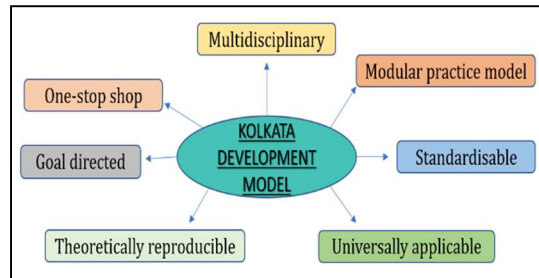 Multidisciplinary
One-stop shop
Modular practice model
KOLKATA
DEVELOPMENT
MODEL
Goal directed
Standardisable
Theoretically reproducible
Universally applicable